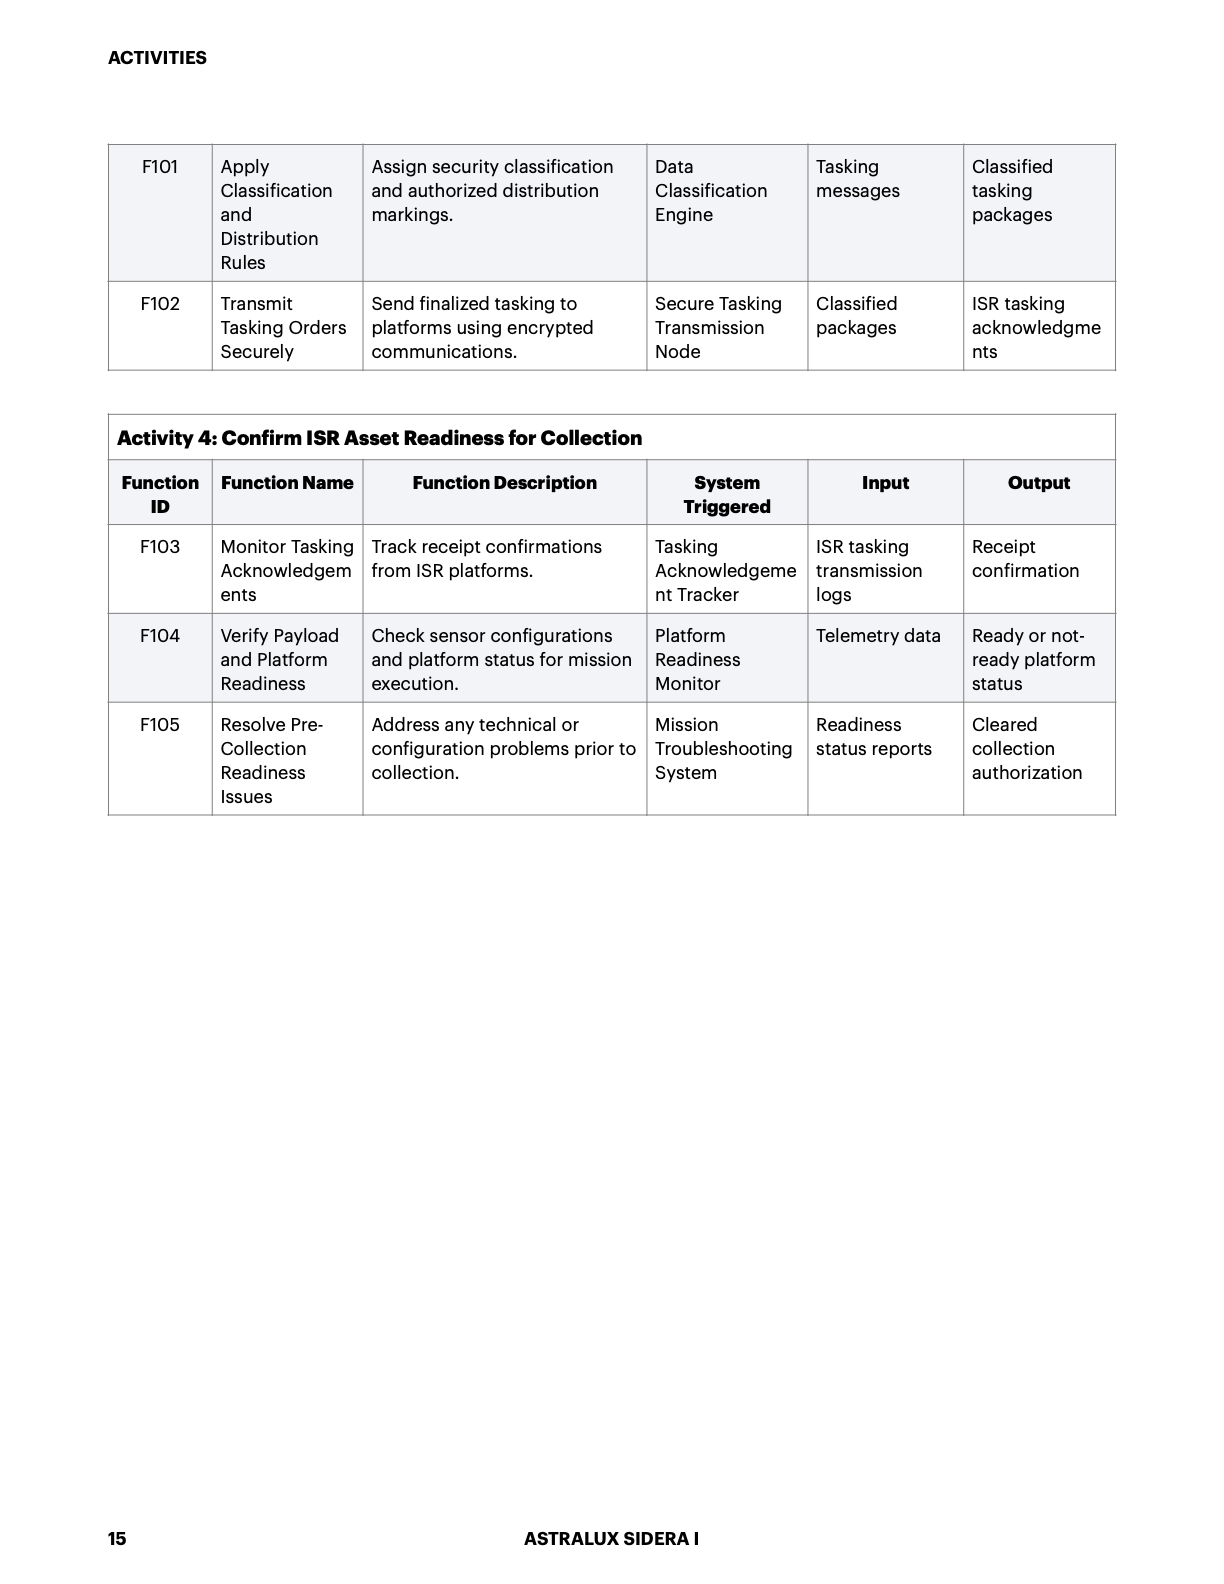 ACTIVITIES
F101
Apply
Classification
and
Distribution
Rules
Assign security classification
and authorized distribution
markings.
Data
Classification
Engine
Tasking
messages
Classified
tasking
packages
F102
Transmit
Tasking Orders
Securely
Send finalized tasking to
platforms using encrypted
communications.
Secure Tasking
Transmission
Node
Classified
packages
ISR tasking
acknowledgme
nts
Activity 4: Confirm ISR Asset Readiness for Collection
Function
ID
Function Name
Function Description
System
Triggered
Input
Output
F103
Monitor Tasking
Acknowledgem
ents
Track receipt confirmations
from ISR platforms.
Tasking
Acknowledgeme
nt Tracker
ISR tasking
transmission
logs
Receipt
confirmation
F104
Verify Payload
and Platform
Readiness
Check sensor configurations
and platform status for mission
execution.
Platform
Readiness
Monitor
Telemetry data
Ready or not-
ready platform
status
F105
Resolve Pre-
Collection
Readiness
Issues
Address any technical or
configuration problems prior to
collection.
Mission
Troubleshooting
System
Readiness
status reports
Cleared
collection
authorization
15
ASTRALUX SIDERA I